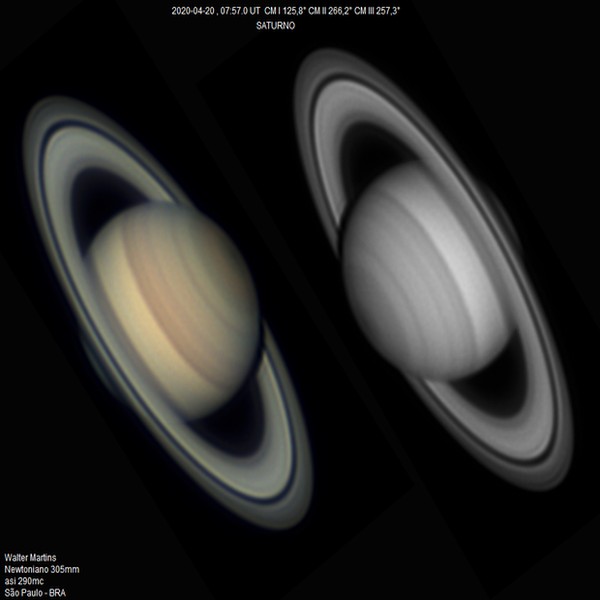 2020-04-20 , 07:57.0 UT CM I 125,8° CM II 266,2° CM III 257,3°
SATURNO
Walter Martins
Newtoniano 305mm
asi 290mc
São Paulo - BRA